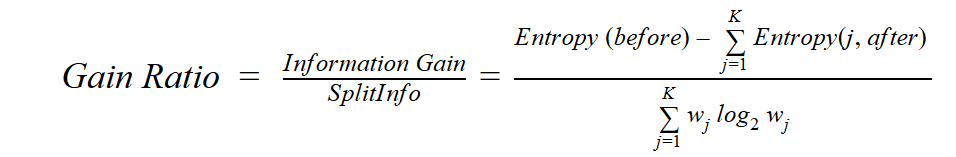 Gain Ratio = Information Gain / SplitInfo = Entropy (before) – K ∑ j=1 Entropy(j, after) / K ∑ j=1 w_j log_2 w_j